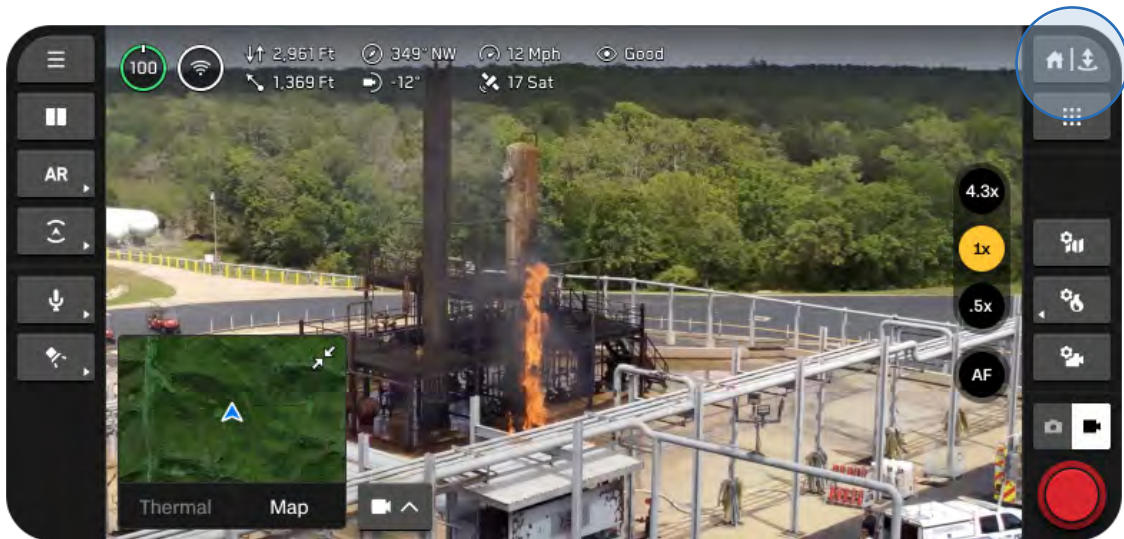 100
2,961 Ft
349° NW
12 Mph
Good
1,369 Ft
-12°
17 Sat
AR
4.3x
1x
.5x
AF
Thermal
Map